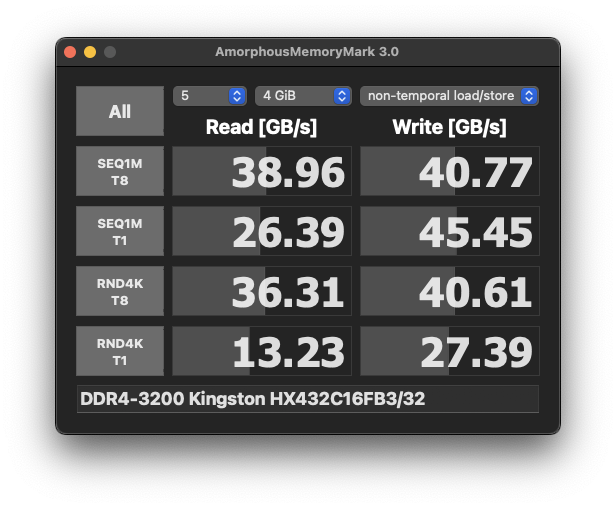 AmorphousMemoryMark 3.0
All
5
4 GiB
non-temporal load/store
Read [GB/s]
Write [GB/s]
SEQ1M
T8
38.96
40.77
SEQ1M
T1
26.39
45.45
RND4K
T8
36.31
40.61
RND4K
T1
13.23
27.39
DDR4-3200 Kingston HX432C16FB3/32